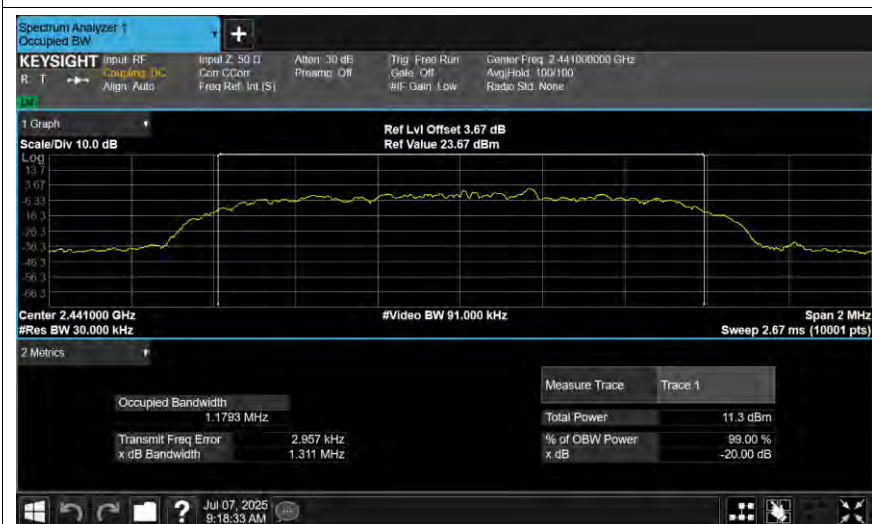 Spectrum Analyzer 1
Occupied BW
+
KEYSIGHT
R T
Input: RF
Coupling: DC
Align: Auto
Input Z: 50 Ω
Corr CCorr
Freq Ref: Int (S)
Atten: 30 dB
Preamp: Off
Trig: Free Run
Gate: Off
#IF Gain: Low
Center Freq: 2.441000000 GHz
Avg|Hold: 100/100
Radio Std: None
1 Graph
Scale/Div 10.0 dB
Ref Lvl Offset 3.67 dB
Ref Value 23.67 dBm
Log
13.7
3.67
-6.33
-16.3
-26.3
-36.3
-46.3
-56.3
-66.3
Center 2.441000 GHz
#Video BW 91.000 kHz
Span 2 MHz
#Res BW 30.000 kHz
Sweep 2.67 ms (10001 pts)
2 Metrics
Measure Trace Trace 1
Occupied Bandwidth
1.1793 MHz
Total Power 11.3 dBm
Transmit Freq Error 2.957 kHz
% of OBW Power 99.00 %
x dB Bandwidth 1.311 MHz
x dB -20.00 dB
?
Jul 07, 2025
9:18:33 AM